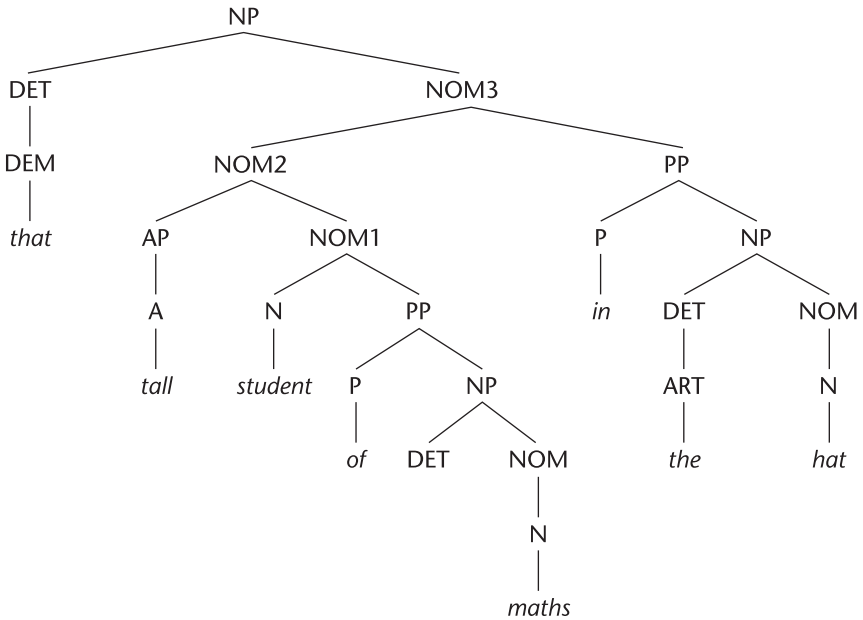 NP
DET NOM3
DEM NOM2 PP
that AP NOM1 P NP
A N PP in DET NOM
tall student P NP ART N
of DET NOM the hat
N
maths